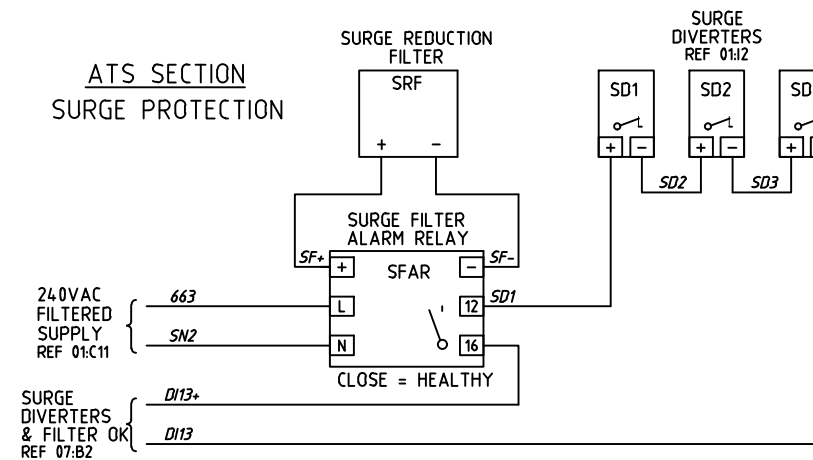 ATS SECTION
SURGE PROTECTION
SURGE REDUCTION
FILTER
SRF
+ −
SURGE
DIVERTERS
REF 01:I2
SD1
+ −
SD2
+ −
SD
+
SD2
SD3
SURGE FILTER
ALARM RELAY
SF+
+
SFAR
−
SF-
240VAC
FILTERED
SUPPLY
REF 01:C11
663
L
12
SD1
SN2
N
16
CLOSE = HEALTHY
SURGE
DIVERTERS
& FILTER OK
REF 07:B2
DI13+
DI13